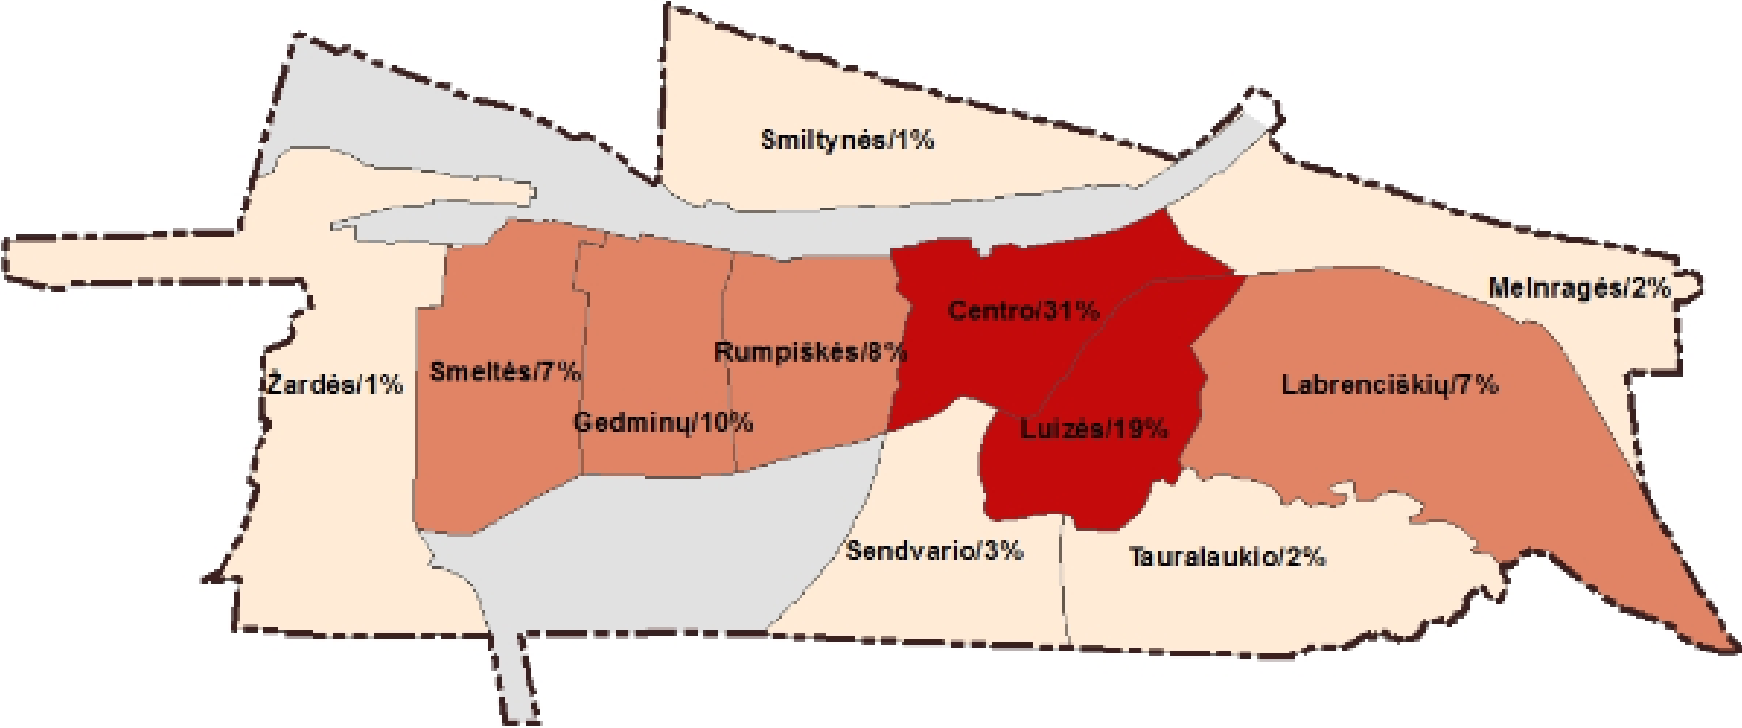 Smiltynės/1%
Melnragės/2%
Centro/31%
Rumpiškės/8%
Smeltės/7%
Žardės/1%
Labrenciškių/7%
Gedminų/10%
Luizės/19%
Sendvario/3%
Tauralaukio/2%